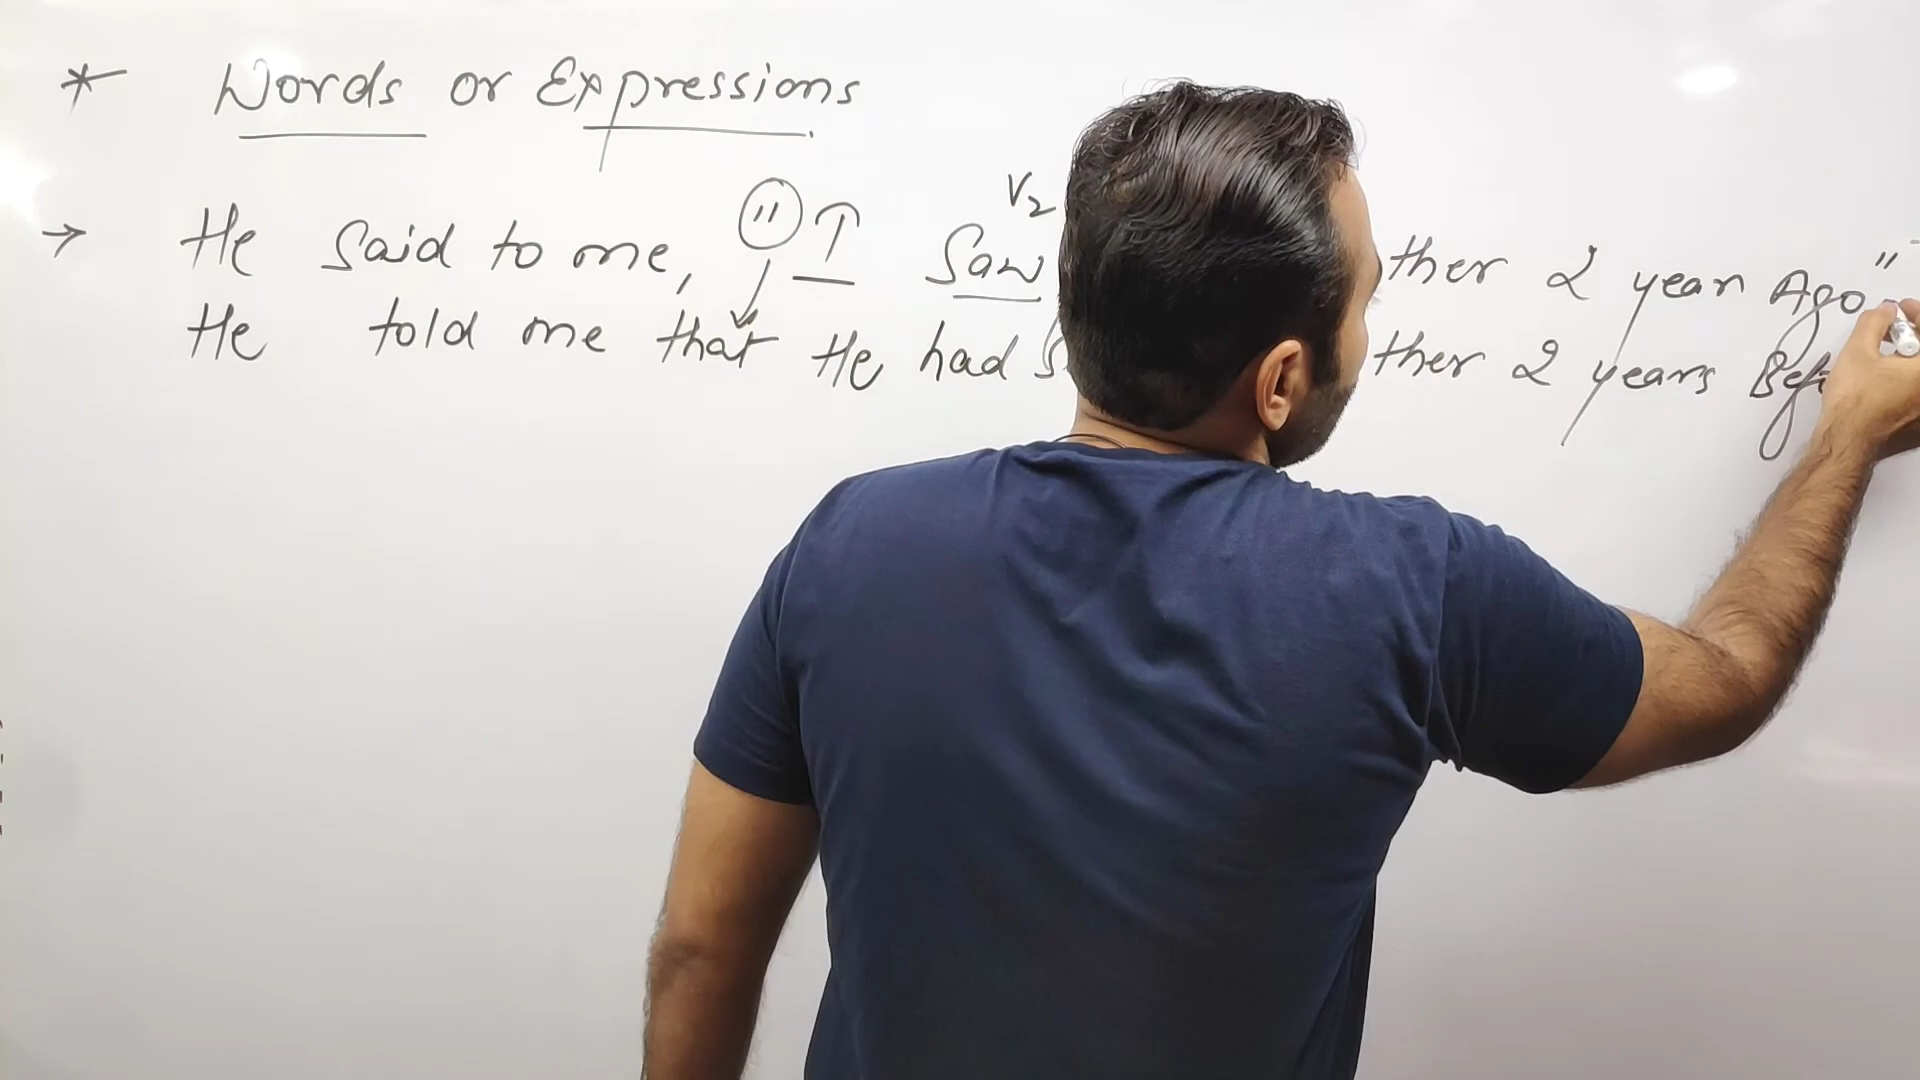 * Words or Expressions
V2
→ He Said to me, "I Saw ther 2 year Ago"
He told me that He had ther 2 years